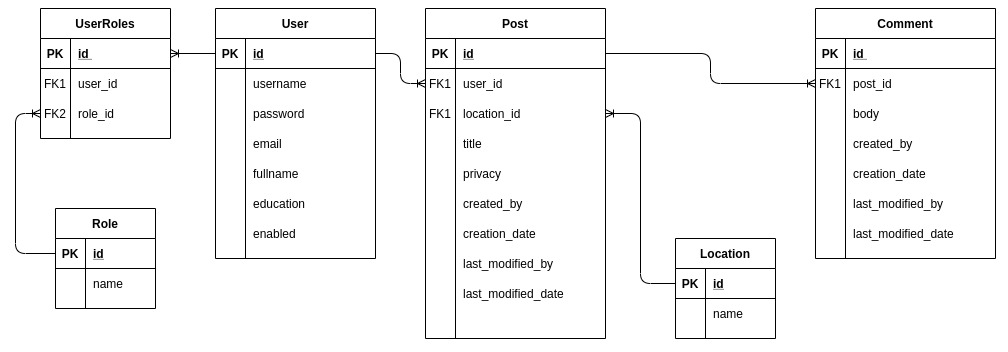 UserRoles
PK id
FK1 user_id
FK2 role_id
User
PK id
username
password
email
fullname
education
enabled
Post
PK id
FK1 user_id
FK1 location_id
title
privacy
created_by
creation_date
last_modified_by
last_modified_date
Comment
PK id
FK1 post_id
body
created_by
creation_date
last_modified_by
last_modified_date
Role
PK id
name
Location
PK id
name